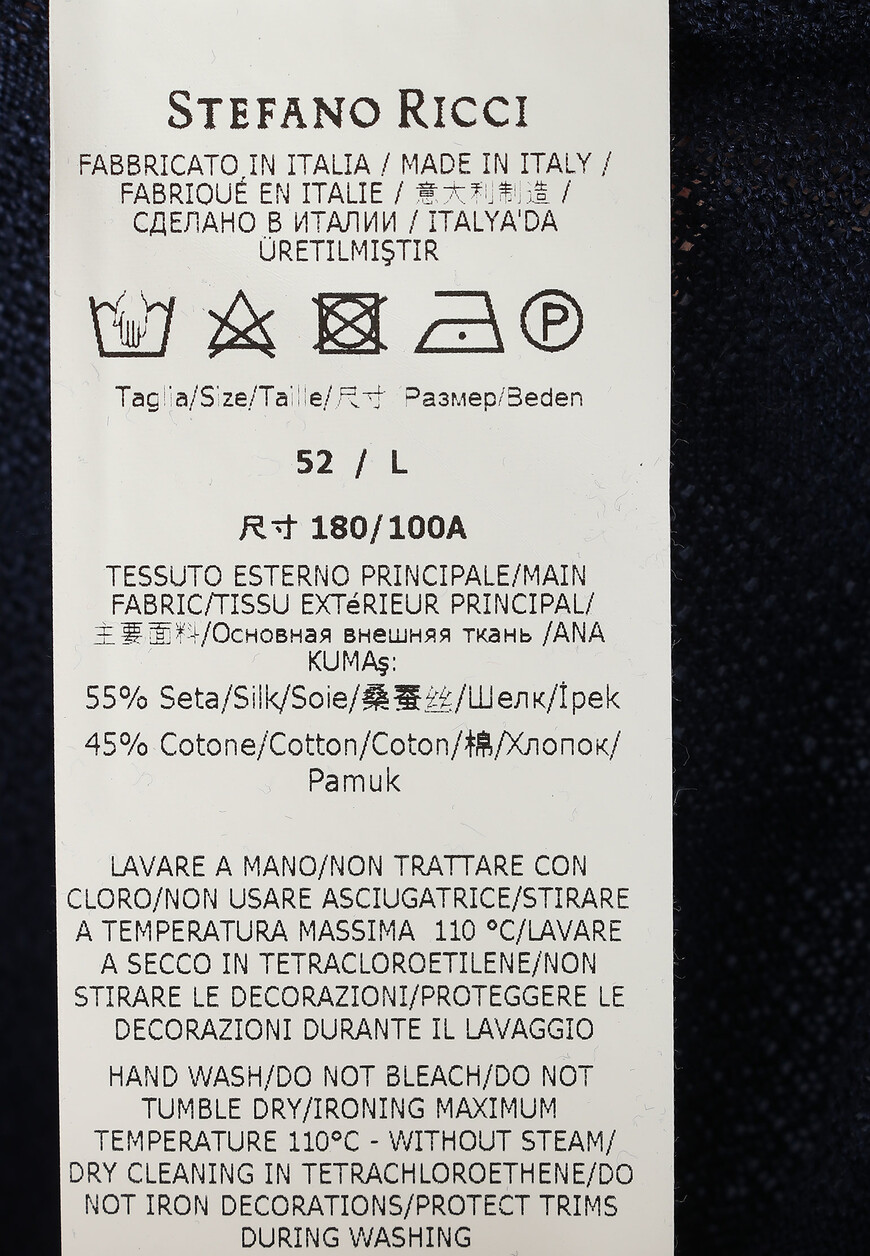 STEFANO RICCI
FABBRICATO IN ITALIA / MADE IN ITALY /
FABRIQUÉ EN ITALIE / 意大利制造 /
СДЕЛАНО В ИТАЛИИ / ITALYA'DA
ÜRETILMIŞTIR
P
Taglia/Size/Taille/尺寸 Размер/Beden
52 / L
尺寸 180/100A
TESSUTO ESTERNO PRINCIPALE/MAIN
FABRIC/TISSU EXTéRIEUR PRINCIPAL/
主要面料/Основная внешняя ткань /ANA
KUMAş:
55% Seta/Silk/Soie/桑蚕丝/Шелк/İpek
45% Cotone/Cotton/Coton/棉/Хлопок/
Pamuk
LAVARE A MANO/NON TRATTARE CON
CLORO/NON USARE ASCIUGATRICE/STIRARE
A TEMPERATURA MASSIMA 110 °C/LAVARE
A SECCO IN TETRACLOROETILENE/NON
STIRARE LE DECORAZIONI/PROTEGGERE LE
DECORAZIONI DURANTE IL LAVAGGIO
HAND WASH/DO NOT BLEACH/DO NOT
TUMBLE DRY/IRONING MAXIMUM
TEMPERATURE 110°C - WITHOUT STEAM/
DRY CLEANING IN TETRACHLOROETHENE/DO
NOT IRON DECORATIONS/PROTECT TRIMS
DURING WASHING